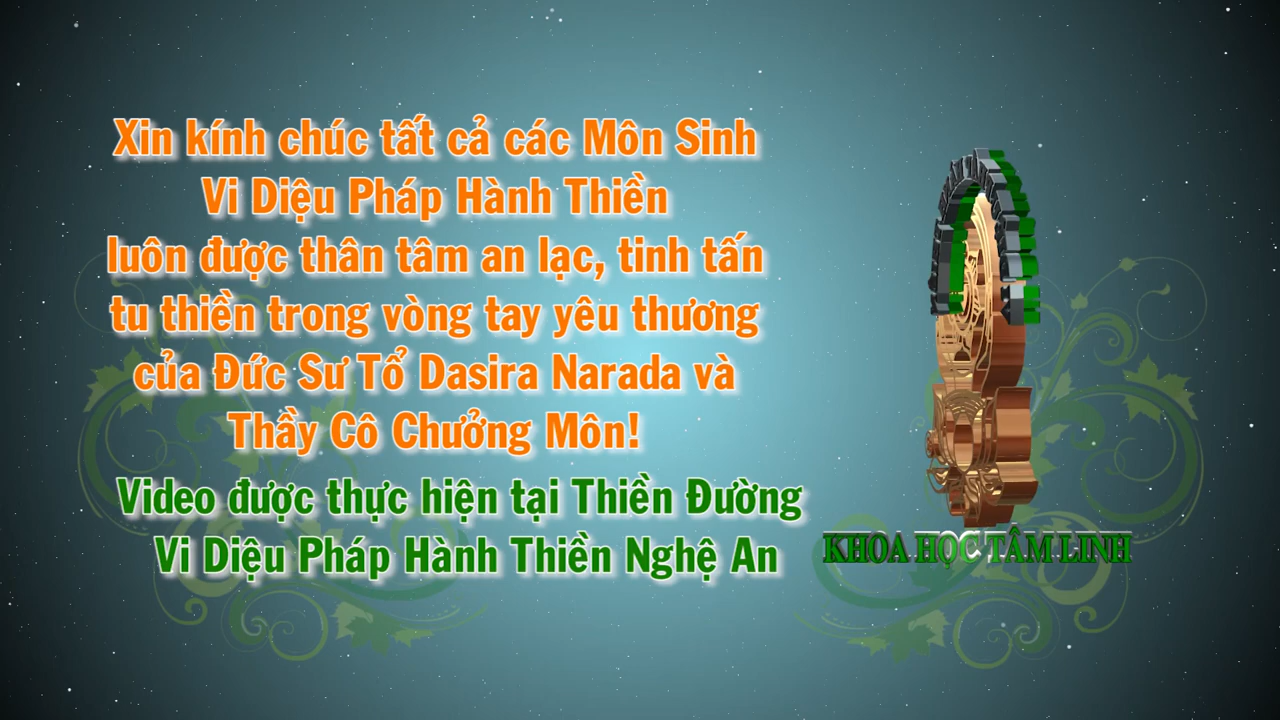 Xin kính chúc tất cả các Môn Sinh
Vi Diệu Pháp Hành Thiền
luôn được thân tâm an lạc, tinh tấn
tu thiền trong vòng tay yêu thương
của Đức Sư Tổ Dasira Narada và
Thầy Cô Chưởng Môn!
Video được thực hiện tại Thiền Đường
Vi Diệu Pháp Hành Thiền Nghệ An
KHOA HỌC TÂM LINH